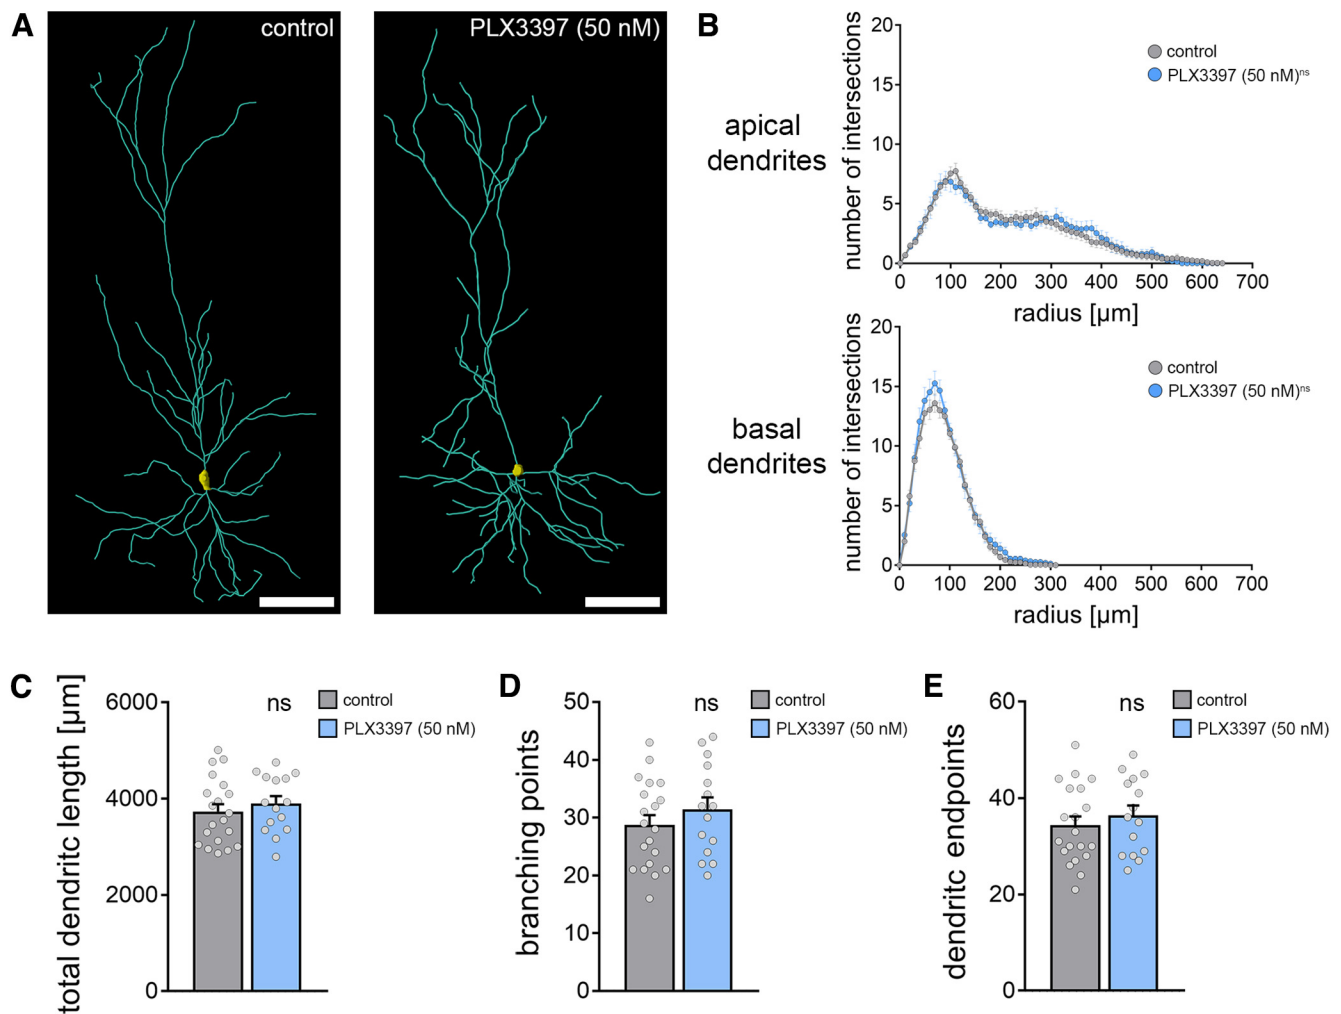 A
control
PLX3397 (50 nM)
B
apical
dendrites
number of intersections
20
15
10
5
0
control
PLX3397 (50 nM)ns
0 100 200 300 400 500 600 700
radius [µm]
basal
dendrites
number of intersections
20
15
10
5
0
control
PLX3397 (50 nM)ns
0 100 200 300 400 500 600 700
radius [µm]
C
total dendritc length [µm]
6000
4000
2000
0
ns
control
PLX3397 (50 nM)
D
branching points
50
40
30
20
10
0
ns
control
PLX3397 (50 nM)
E
dendritc endpoints
60
40
20
0
ns
control
PLX3397 (50 nM)